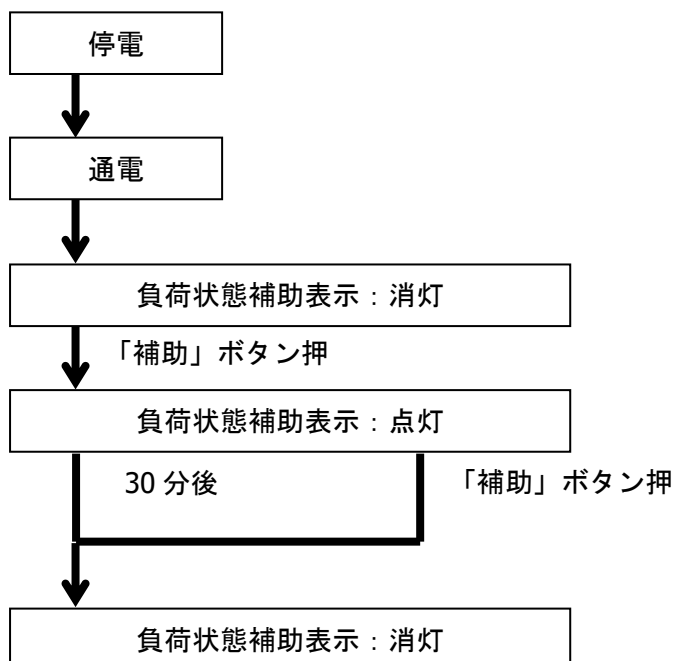 停電
通電
負荷状態補助表示：消灯
「補助」ボタン押
負荷状態補助表示：点灯
30 分後
「補助」ボタン押
負荷状態補助表示：消灯